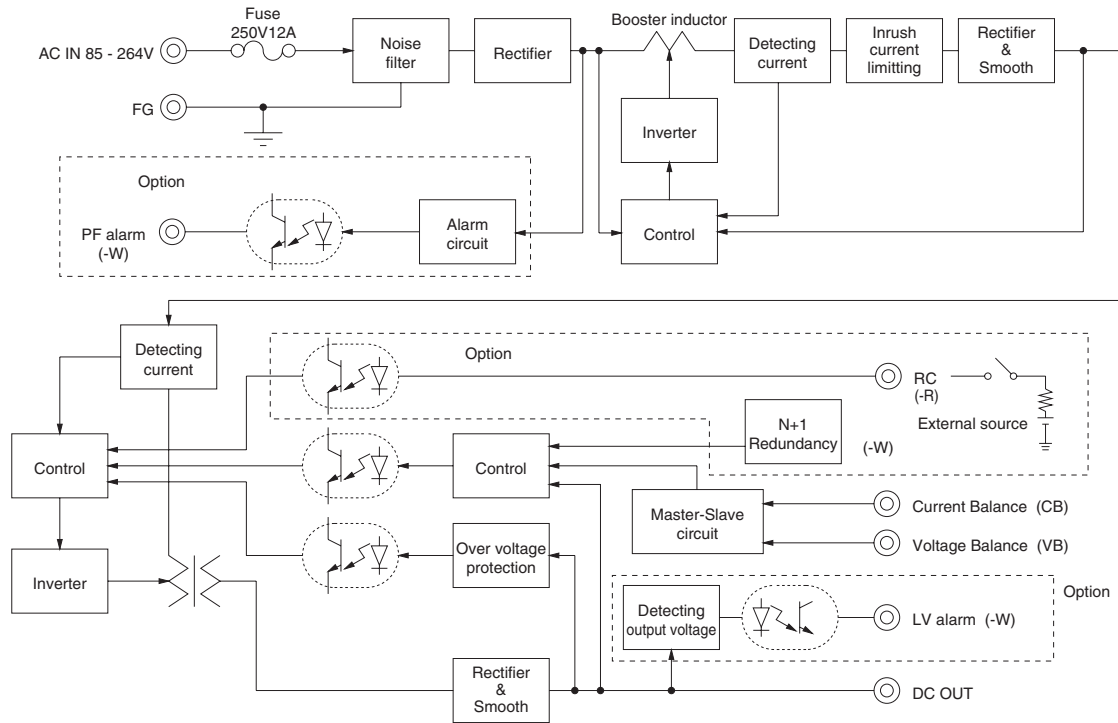 Fuse
250V12A
AC IN 85 - 264V
Noise
filter
Rectifier
Booster inductor
Detecting
current
Inrush
current
limitting
Rectifier
&
Smooth
FG
Inverter
Option
PF alarm
(-W)
Alarm
circuit
Control
Detecting
current
Option
RC
(-R)
External source
N+1
Redundancy
(-W)
Control
Control
Master-Slave
circuit
Current Balance (CB)
Voltage Balance (VB)
Inverter
Over voltage
protection
Option
Detecting
output voltage
LV alarm (-W)
Rectifier
&
Smooth
DC OUT